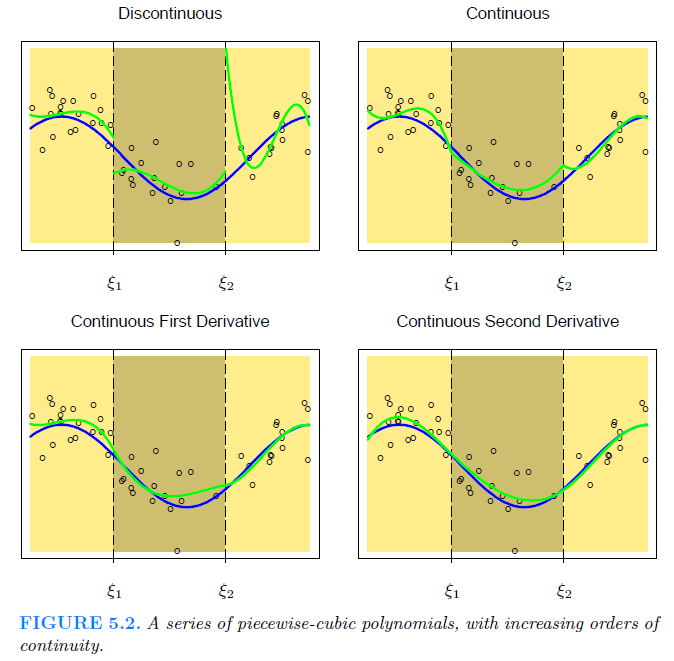 Discontinuous
Continuous
ξ1
ξ2
ξ1
ξ2
Continuous First Derivative
Continuous Second Derivative
ξ1
ξ2
ξ1
ξ2
FIGURE 5.2. A series of piecewise-cubic polynomials, with increasing orders of
continuity.